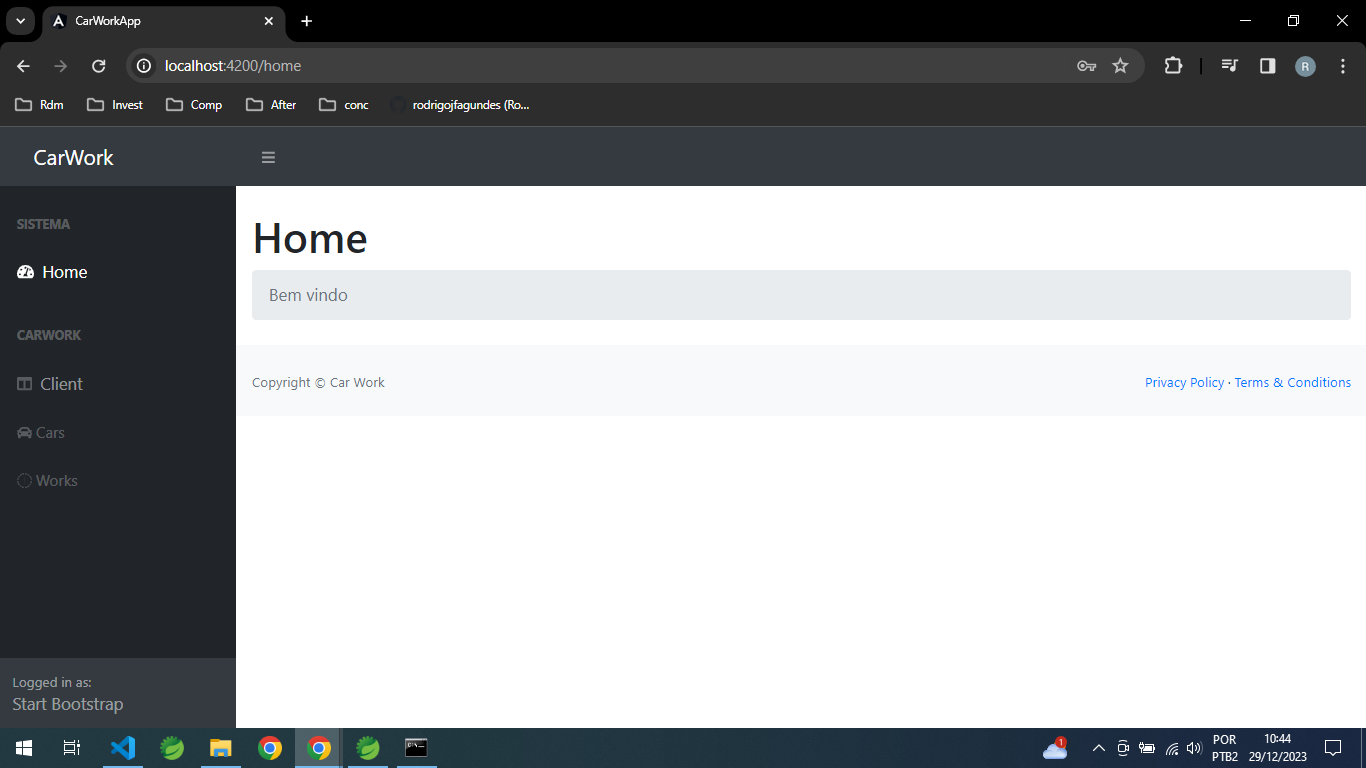 CarWorkApp
localhost:4200/home
R
Rdm Invest Comp After conc rodrigojfagundes (Ro...
CarWork
SISTEMA
Home
CARWORK
Client
Cars
Works
Logged in as:
Start Bootstrap
Home
Bem vindo
Copyright © Car Work
Privacy Policy · Terms & Conditions
1
POR
PTB2
10:44
29/12/2023